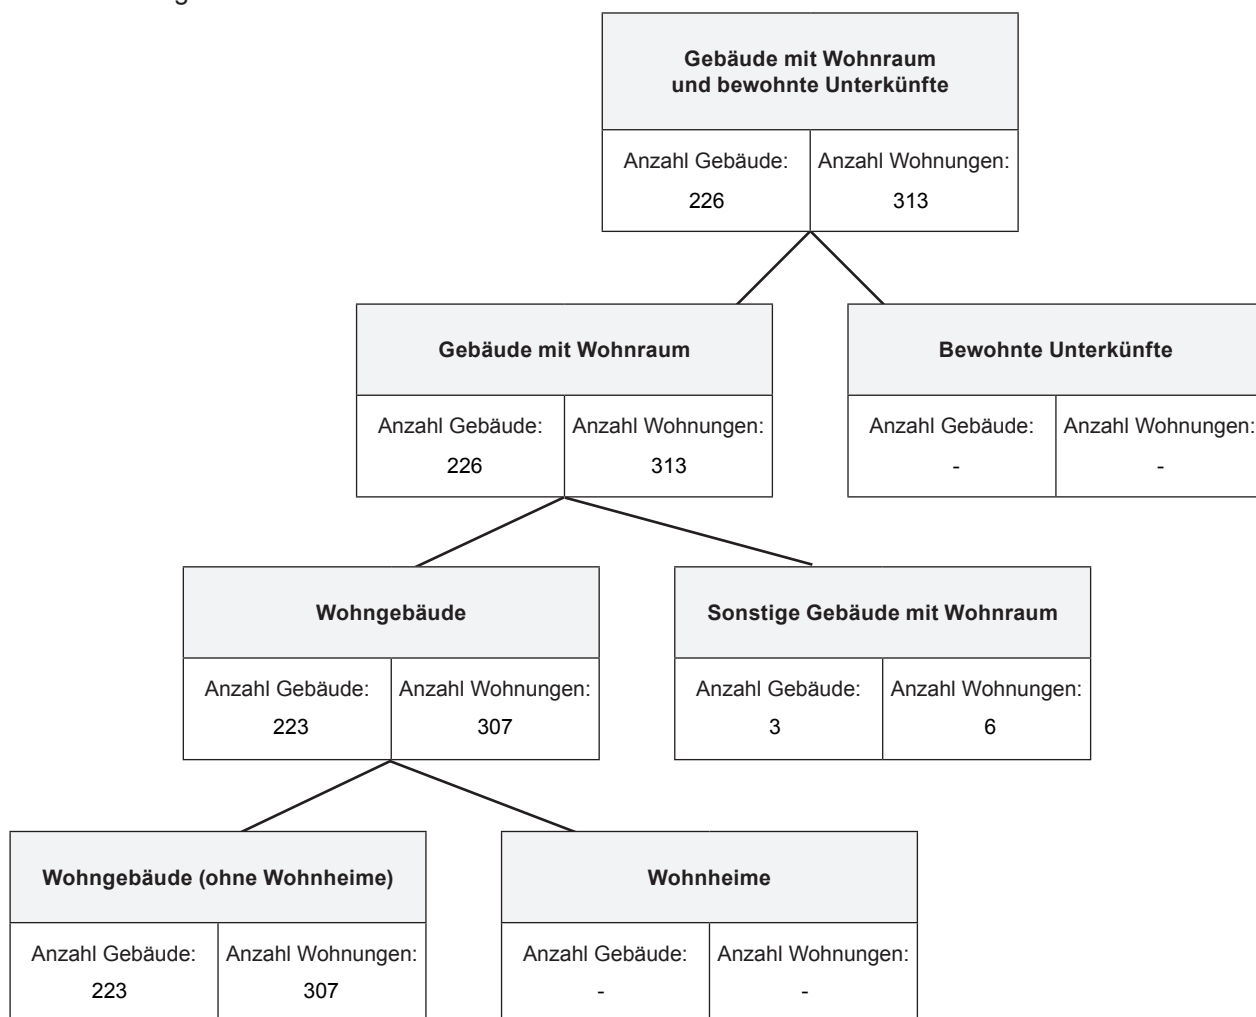 Gebäude mit Wohnraum
und bewohnte Unterkünfte
Anzahl Gebäude: Anzahl Wohnungen:
226 313
Gebäude mit Wohnraum Bewohnte Unterkünfte
Anzahl Gebäude: Anzahl Wohnungen: Anzahl Gebäude: Anzahl Wohnungen:
226 313 - -
Wohngebäude Sonstige Gebäude mit Wohnraum
Anzahl Gebäude: Anzahl Wohnungen: Anzahl Gebäude: Anzahl Wohnungen:
223 307 3 6
Wohngebäude (ohne Wohnheime) Wohnheime
Anzahl Gebäude: Anzahl Wohnungen: Anzahl Gebäude: Anzahl Wohnungen:
223 307 - -